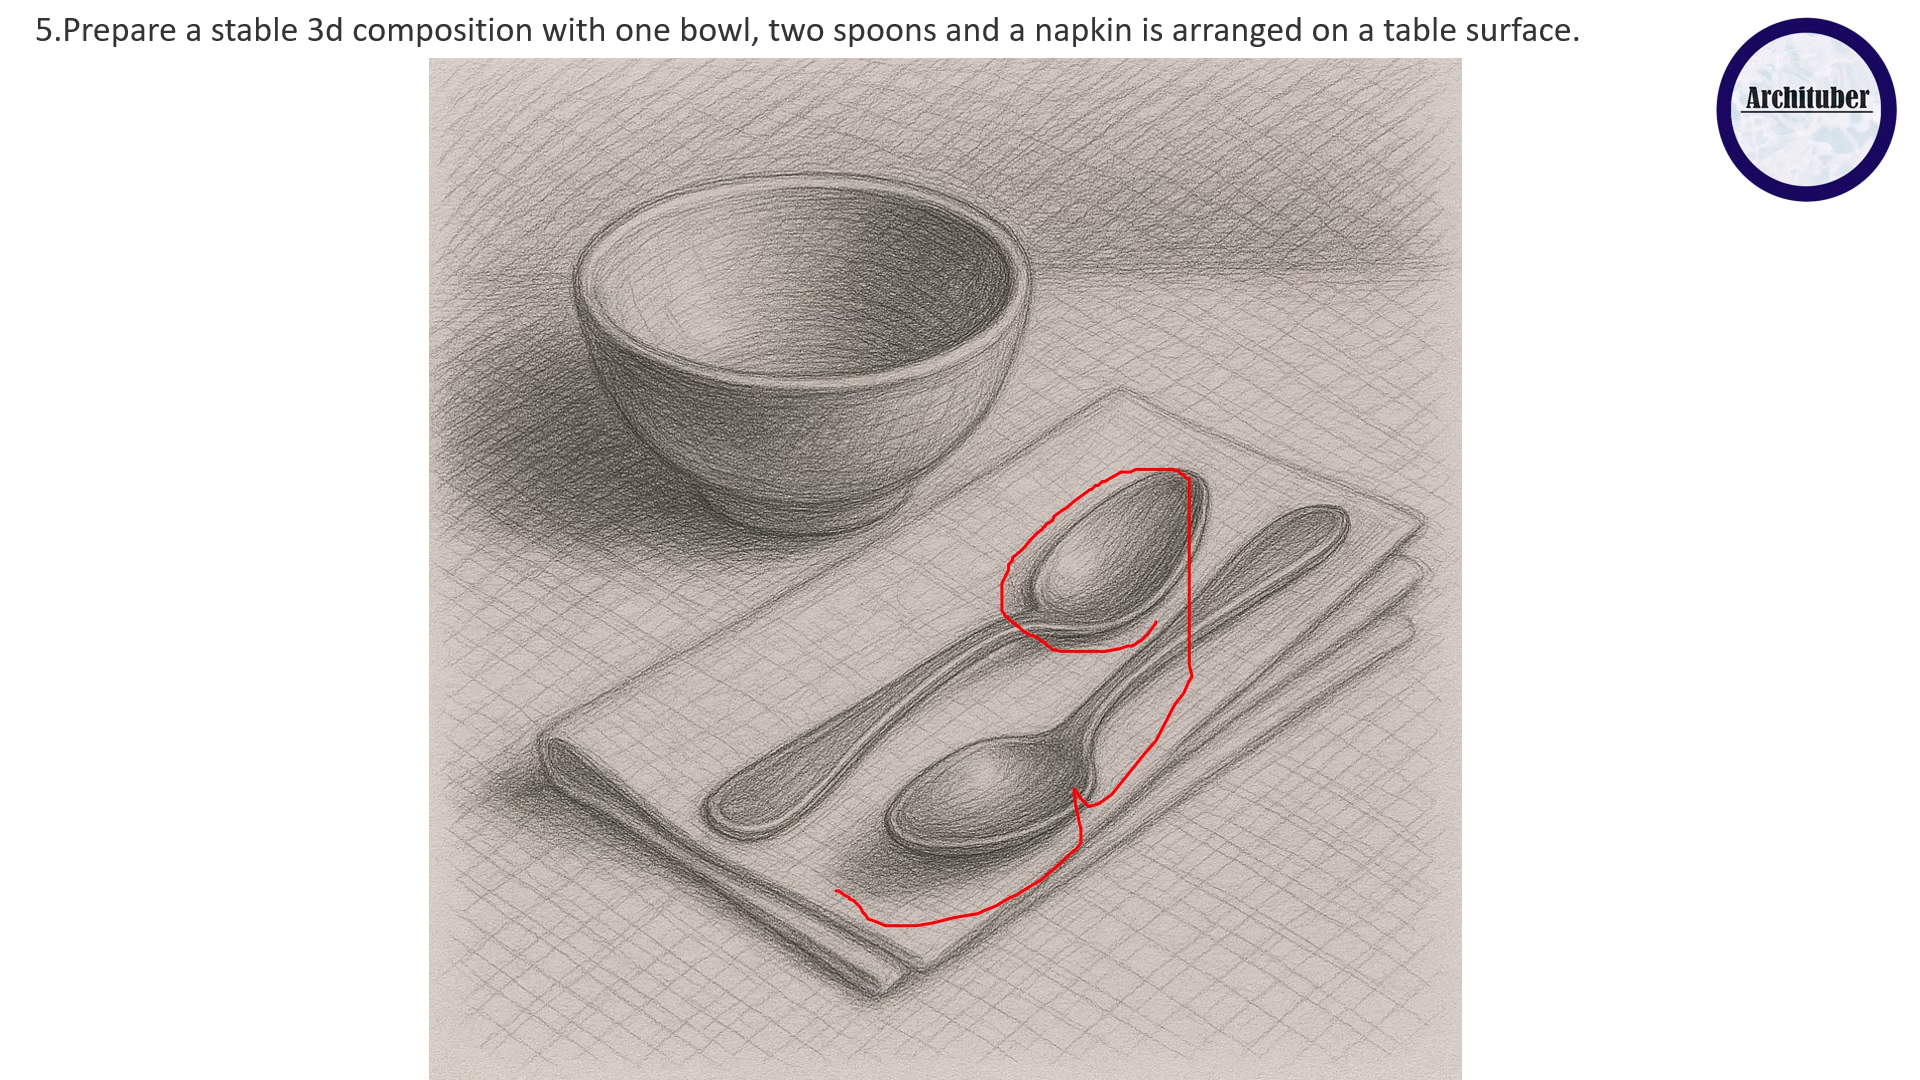 5.Prepare a stable 3d composition with one bowl, two spoons and a napkin is arranged on a table surface.
Archituber